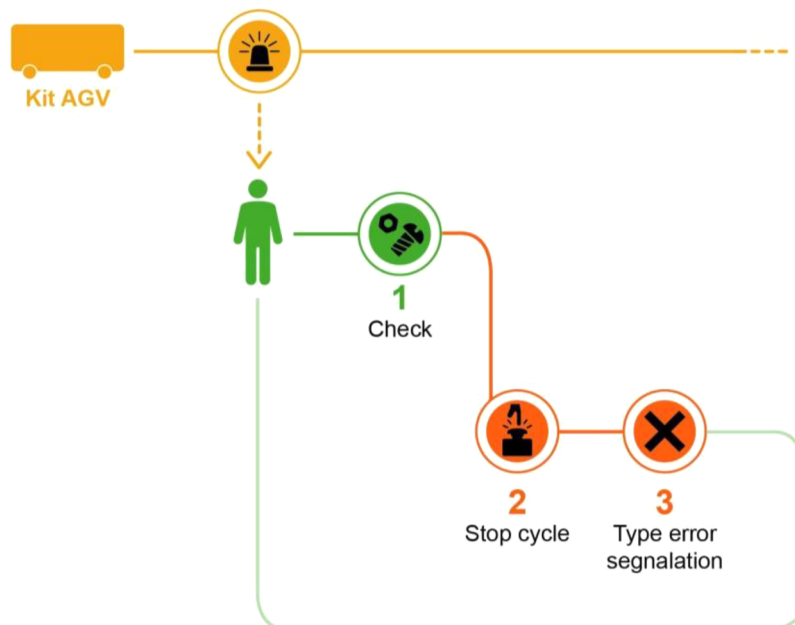 Kit AGV
1
Check
2
Stop cycle
3
Type error
segnalation